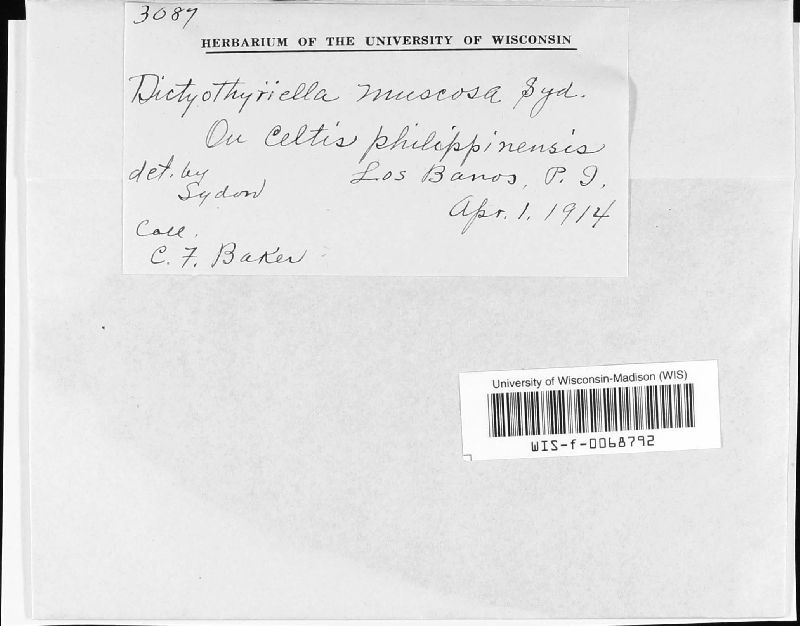 3087
HERBARIUM OF THE UNIVERSITY OF WISCONSIN
Dictyothyriella muscosa Syd.
On Celtis philippinensis
det. by Los Banos, P. I.
Sydow
Apr. 1. 1914
Coll.
C. F. Baker
University of Wisconsin-Madison (WIS)
WIS-f-0068792